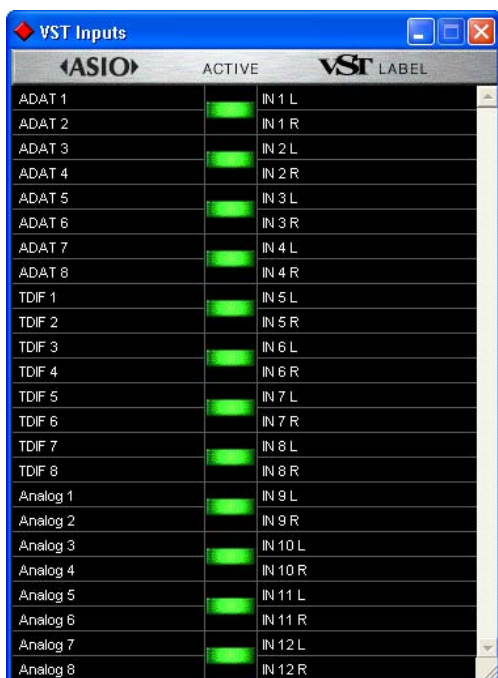 VST Inputs
ASIO ACTIVE VST LABEL
ADAT 1 IN 1 L
ADAT 2 IN 1 R
ADAT 3 IN 2 L
ADAT 4 IN 2 R
ADAT 5 IN 3 L
ADAT 6 IN 3 R
ADAT 7 IN 4 L
ADAT 8 IN 4 R
TDIF 1 IN 5 L
TDIF 2 IN 5 R
TDIF 3 IN 6 L
TDIF 4 IN 6 R
TDIF 5 IN 7 L
TDIF 6 IN 7 R
TDIF 7 IN 8 L
TDIF 8 IN 8 R
Analog 1 IN 9 L
Analog 2 IN 9 R
Analog 3 IN 10 L
Analog 4 IN 10 R
Analog 5 IN 11 L
Analog 6 IN 11 R
Analog 7 IN 12 L
Analog 8 IN 12 R